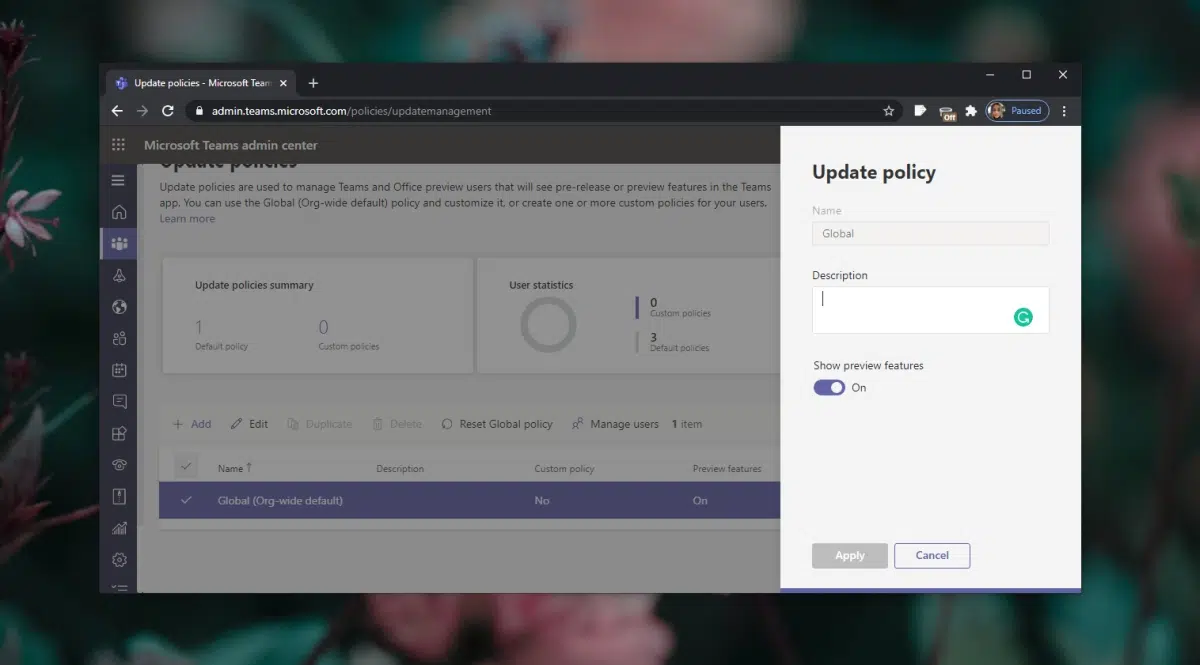 Update policies - Microsoft Team
admin.teams.microsoft.com/policies/updatemanagement
Off
Paused
Microsoft Teams admin center
Update policies
Update policies are used to manage Teams and Office preview users that will see pre-release or preview features in the Teams
app. You can use the Global (Org-wide default) policy and customize it, or create one or more custom policies for your users.
Learn more
Update policies summary
1
Default policy
0
Custom policies
User statistics
0
Custom policies
3
Default policies
Add Edit Duplicate Delete Reset Global policy Manage users 1 item
Name ↑ Description Custom policy Preview features
Global (Org-wide default) No On
Update policy
Name
Global
Description
Show preview features
On
Apply Cancel